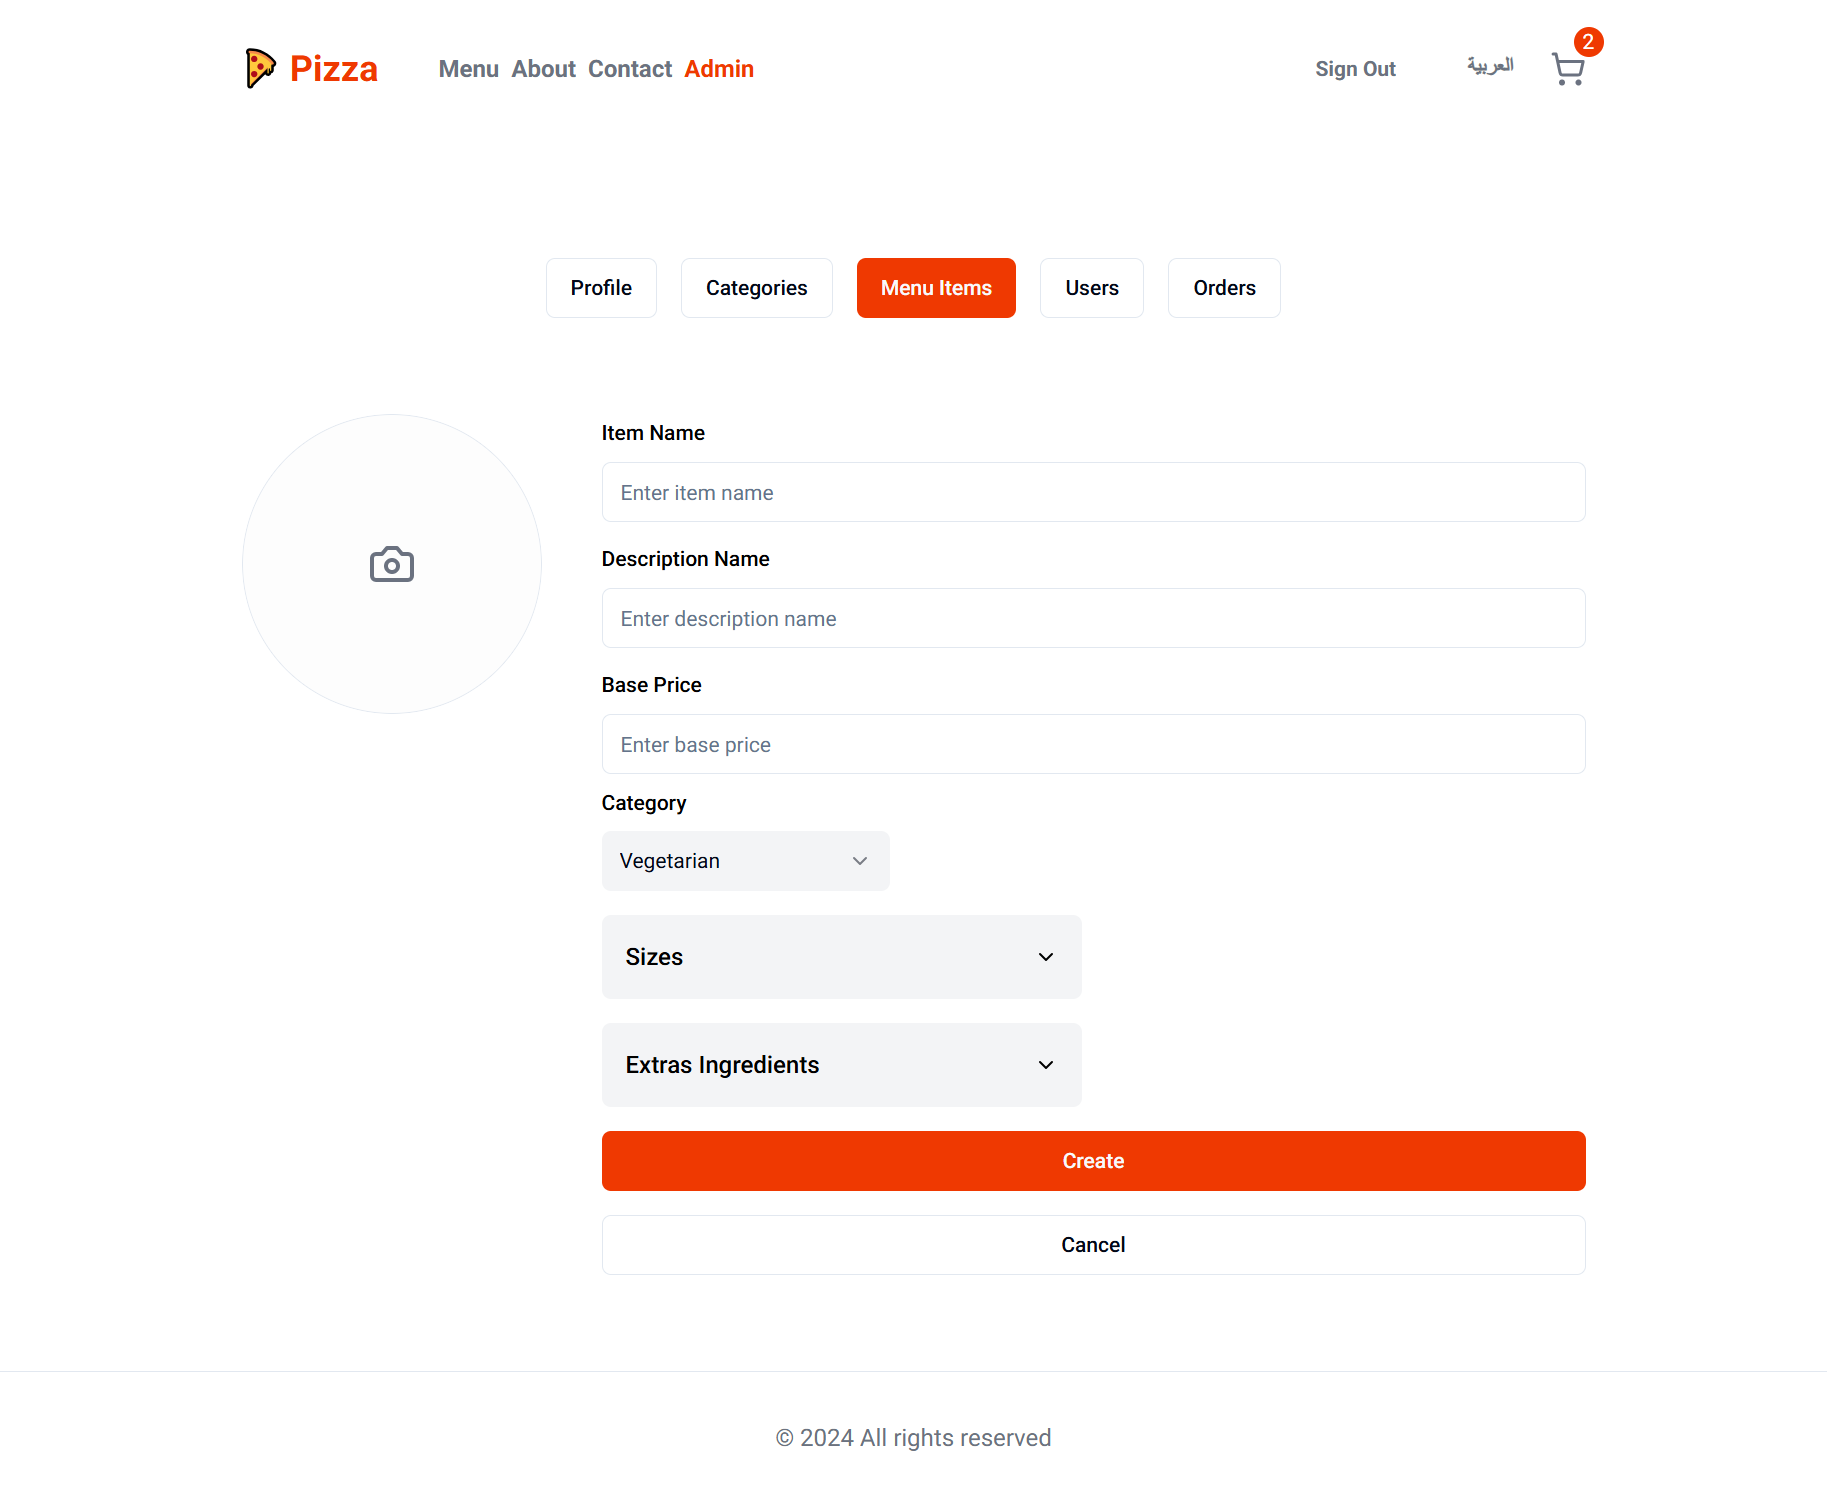 Pizza
Menu About Contact Admin
Sign Out
العربية
2
Profile
Categories
Menu Items
Users
Orders
Item Name
Enter item name
Description Name
Enter description name
Base Price
Enter base price
Category
Vegetarian
Sizes
Extras Ingredients
Create
Cancel
© 2024 All rights reserved